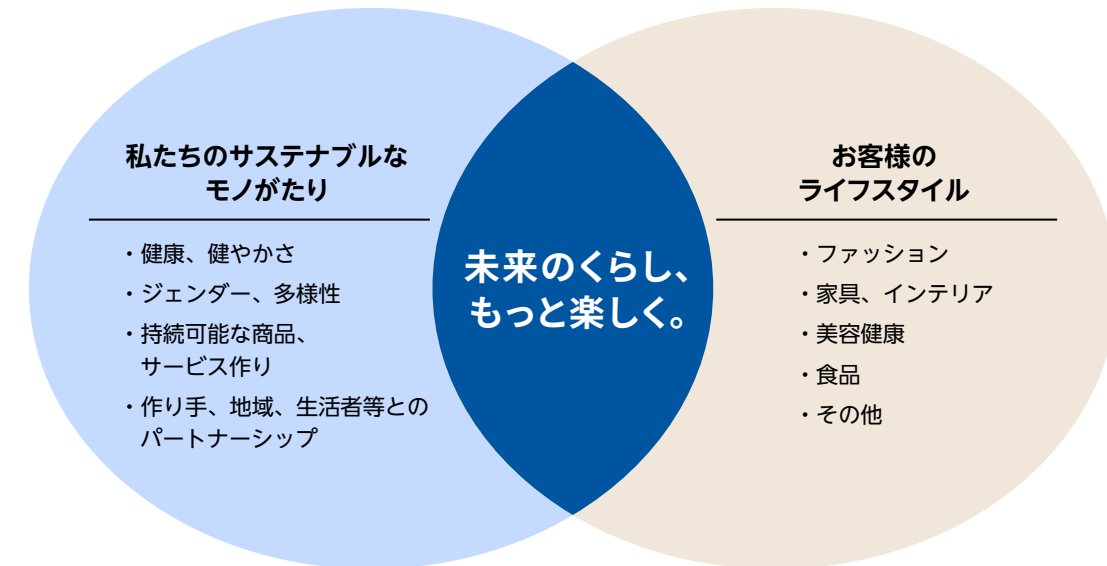 私たちのサステナブルな
モノがたり
・健康、健やかさ
・ジェンダー、多様性
・持続可能な商品、
サービス作り
・作り手、地域、生活者等との
パートナーシップ
未来のくらし、
もっと楽しく。
お客様の
ライフスタイル
・ファッション
・家具、インテリア
・美容健康
・食品
・その他